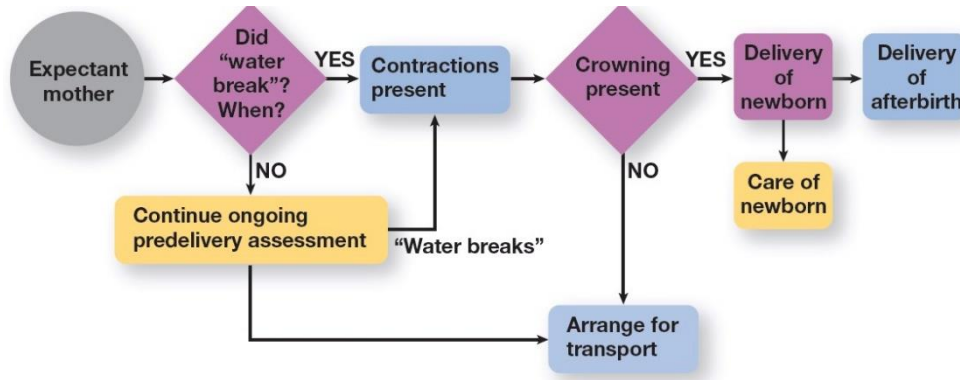 Expectant
mother
Did
“water
break”?
When?
YES
Contractions
present
Crowning
present
YES
Delivery
of
newborn
Delivery
of
afterbirth
NO
NO
Care of
newborn
Continue ongoing
predelivery assessment
“Water breaks”
Arrange for
transport